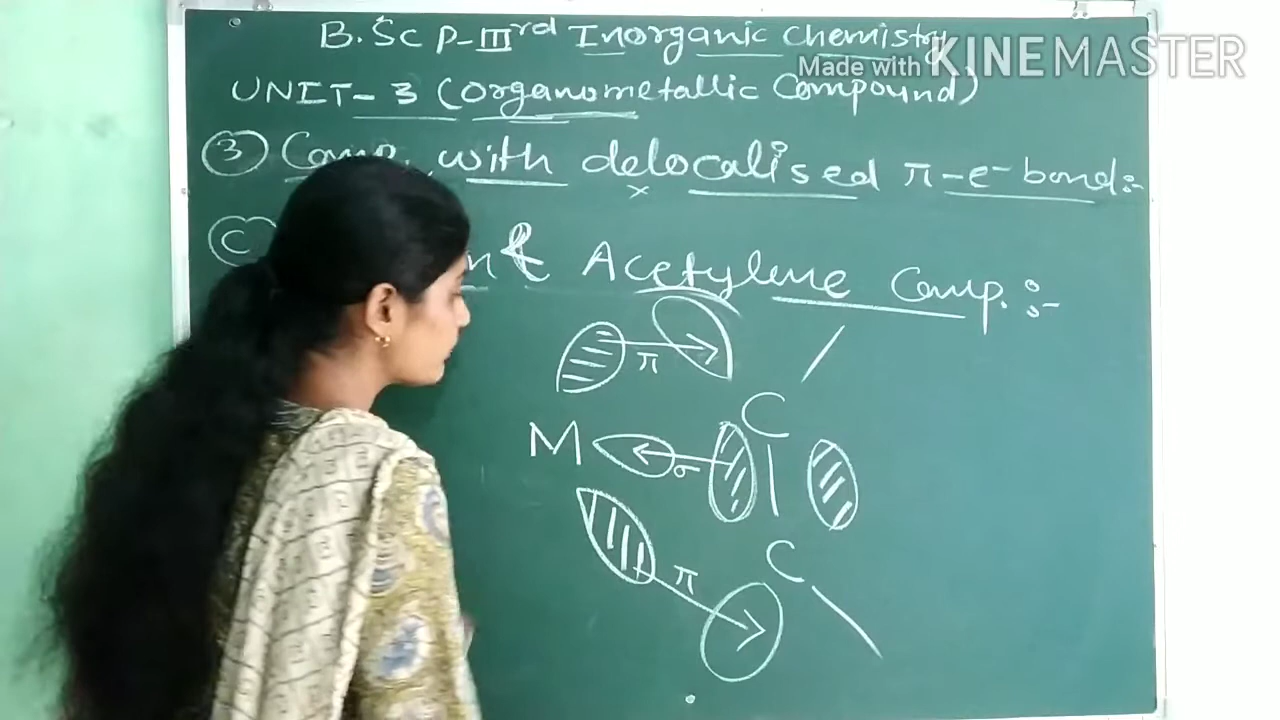 B.Sc P-IIIrd Inorganic Chemistry
Made with KINEMASTER
UNIT-3 (Organometallic Compound)
③ Comp. with delocalised π-e- bond:-
C & Acetylene Comp.:-
π
C
M σ
C
π